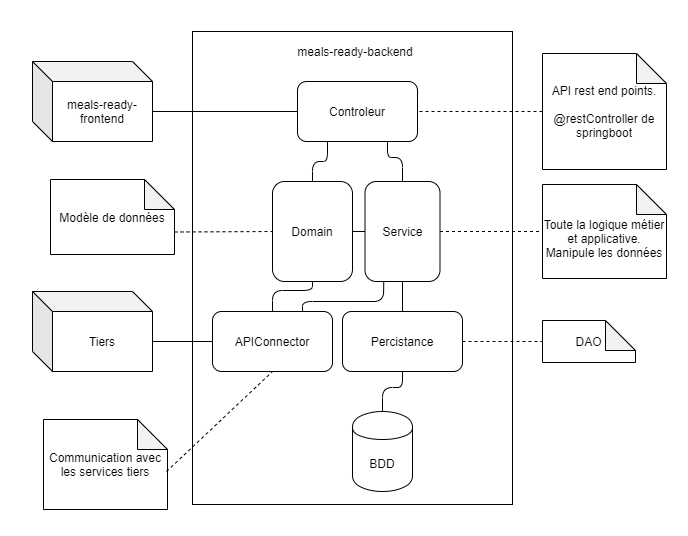 meals-ready-backend
meals-ready-
frontend
Controleur
API rest end points.
@restController de
springboot
Modèle de données
Domain
Service
Toute la logique métier
et applicative.
Manipule les données
Tiers
APIConnector
Percistance
DAO
Communication avec
les services tiers
BDD